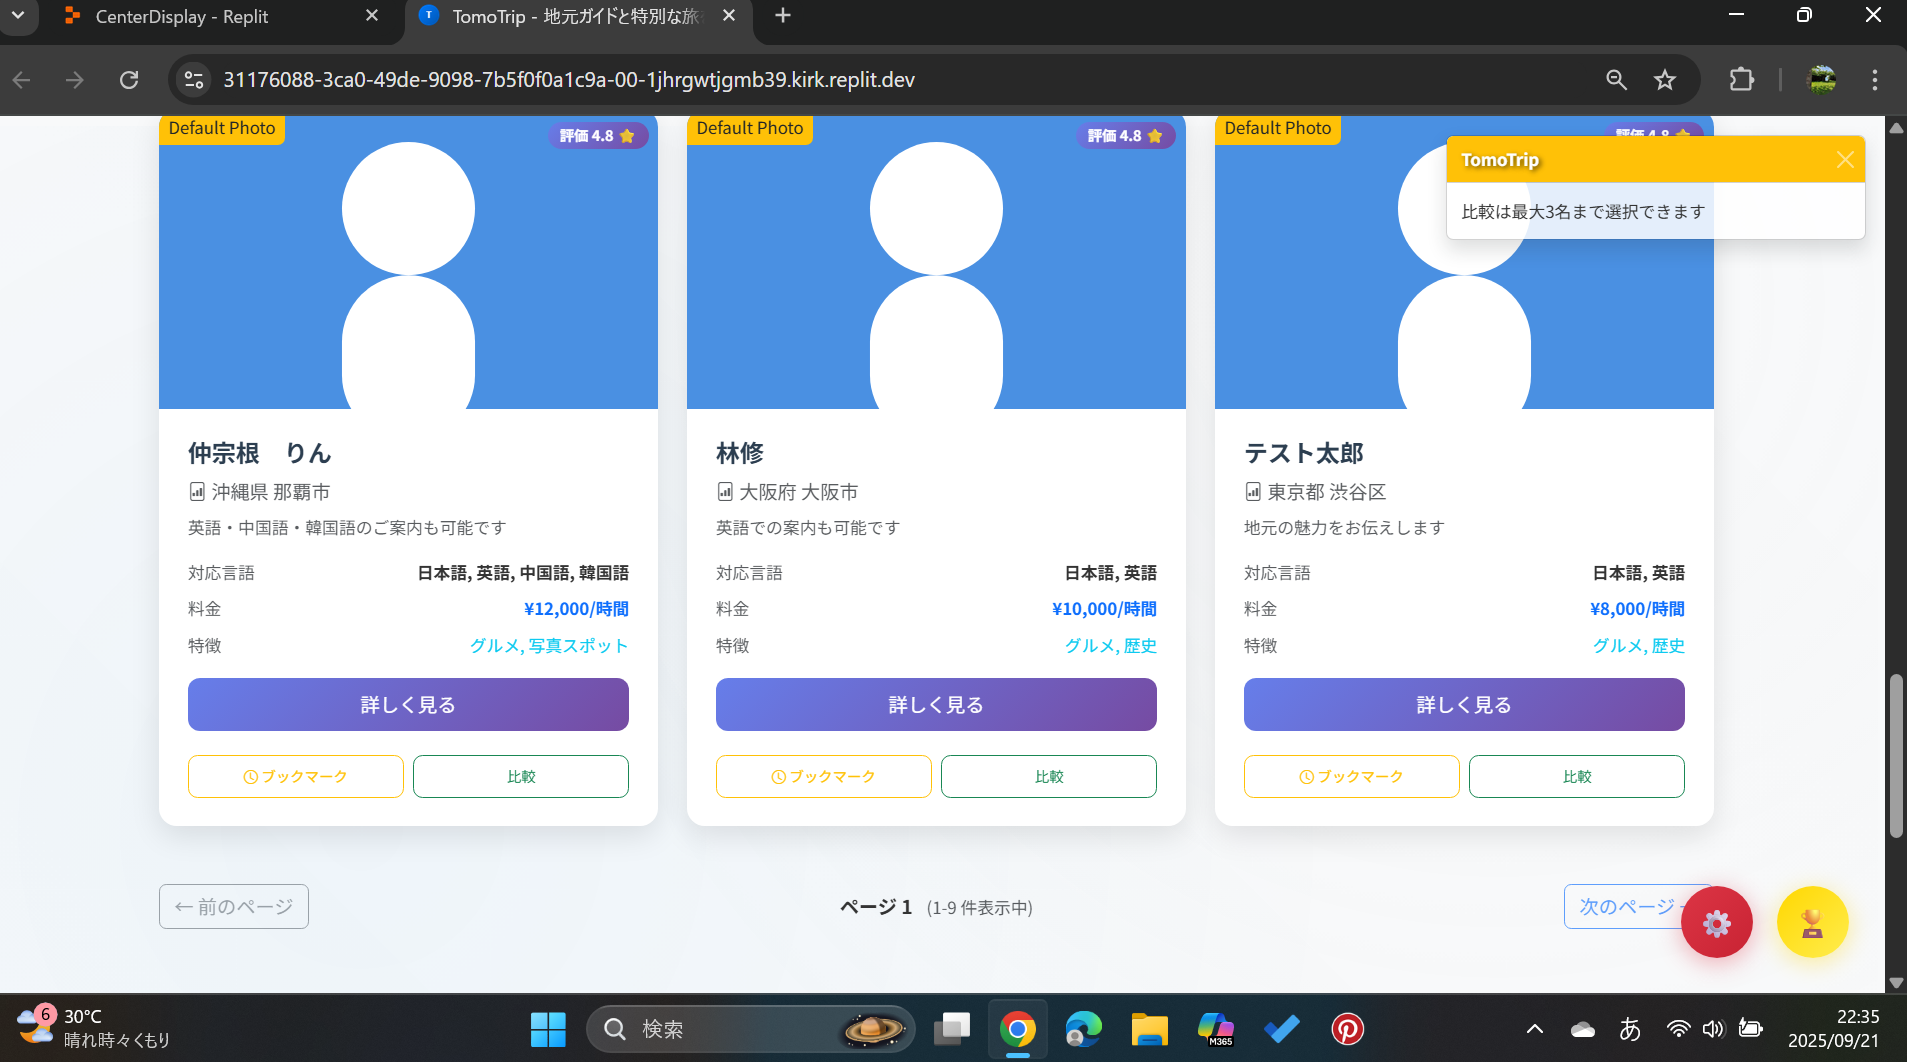 CenterDisplay - Replit
TomoTrip - 地元ガイドと特別な旅
31176088-3ca0-49de-9098-7b5f0f0a1c9a-00-1jhrgwtjgmb39.kirk.replit.dev
Default Photo
評価 4.8
Default Photo
評価 4.8
Default Photo
評価 4.8
TomoTrip
比較は最大3名まで選択できます
仲宗根　りん
沖縄県 那覇市
英語・中国語・韓国語のご案内も可能です
対応言語 日本語, 英語, 中国語, 韓国語
料金 ¥12,000/時間
特徴 グルメ, 写真スポット
詳しく見る
ブックマーク 比較
林修
大阪府 大阪市
英語での案内も可能です
対応言語 日本語, 英語
料金 ¥10,000/時間
特徴 グルメ, 歴史
詳しく見る
ブックマーク 比較
テスト太郎
東京都 渋谷区
地元の魅力をお伝えします
対応言語 日本語, 英語
料金 ¥8,000/時間
特徴 グルメ, 歴史
詳しく見る
ブックマーク 比較
← 前のページ
ページ 1 (1-9 件表示中)
次のページ
6
30°C
晴れ時々くもり
検索
M365
あ
22:35
2025/09/21